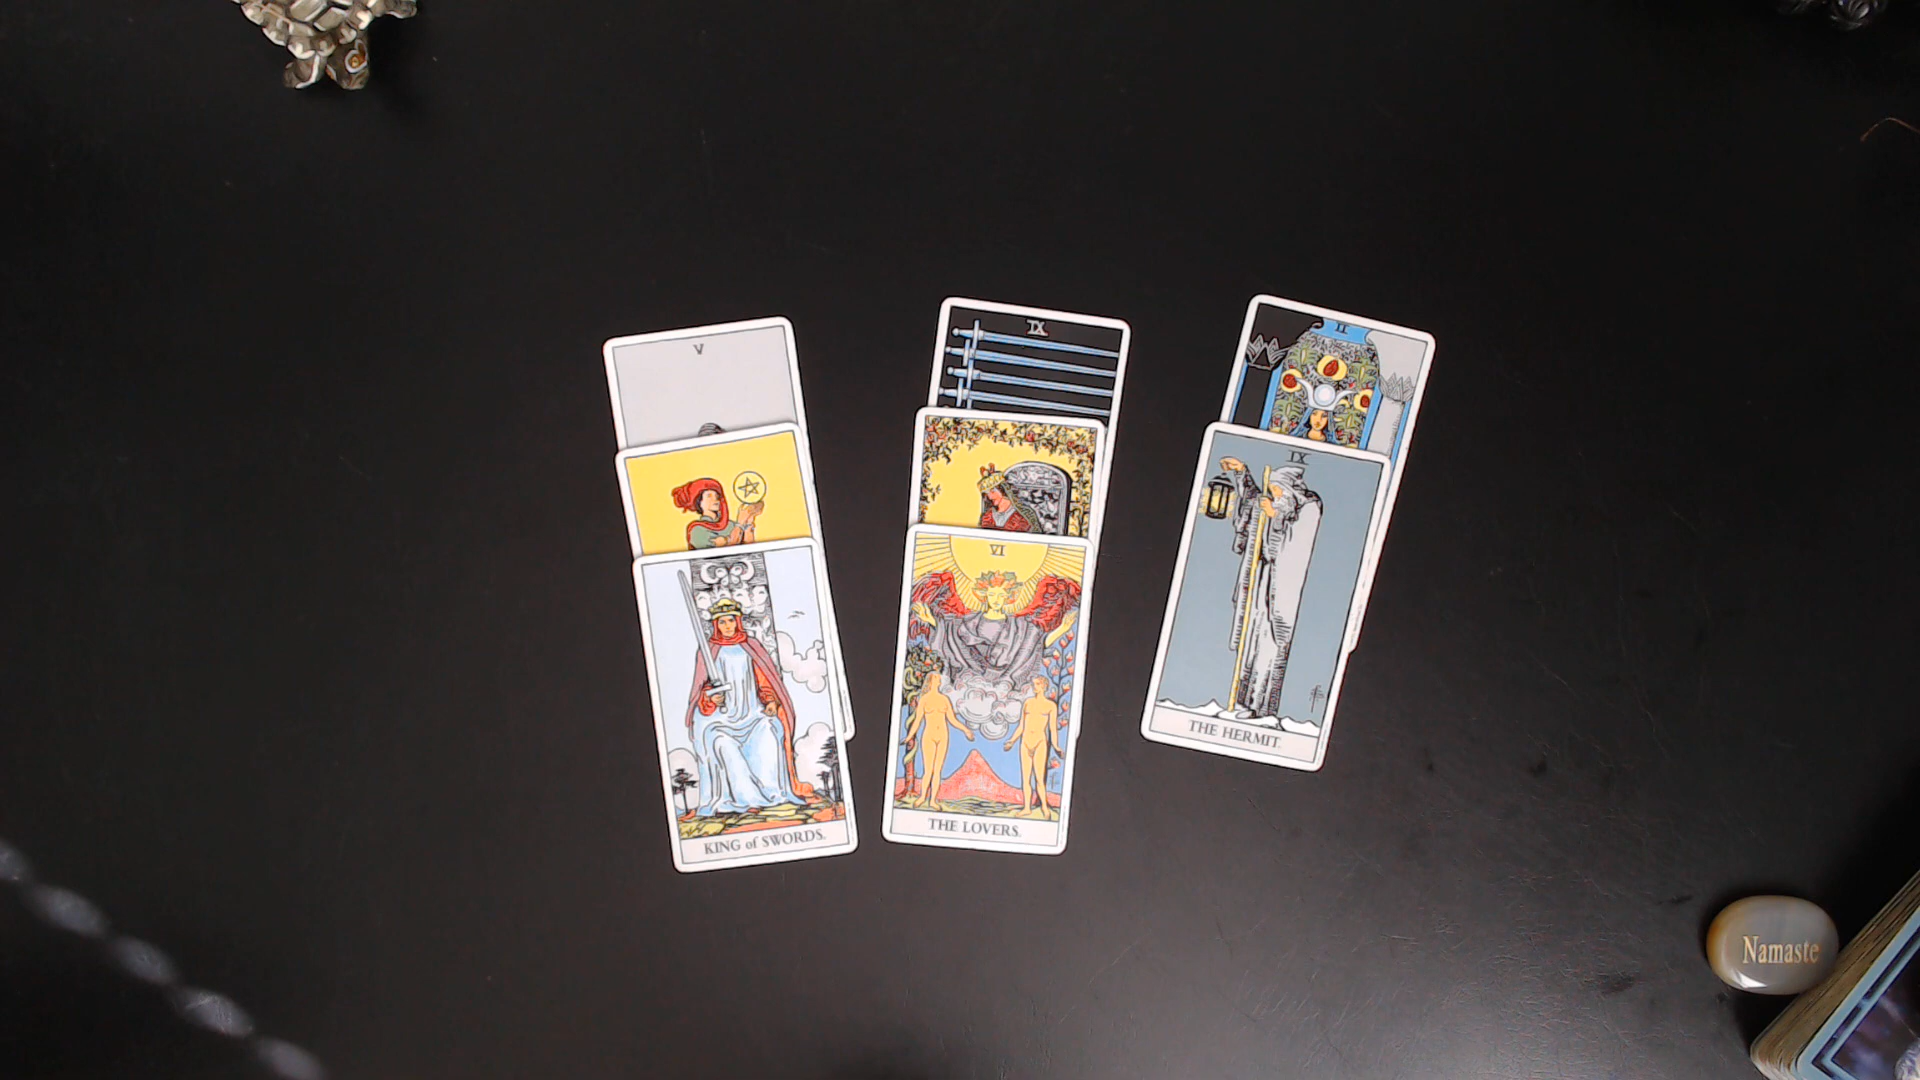 V
IX
II
IX
VI
THE HERMIT.
THE LOVERS.
KING of SWORDS.
Namaste